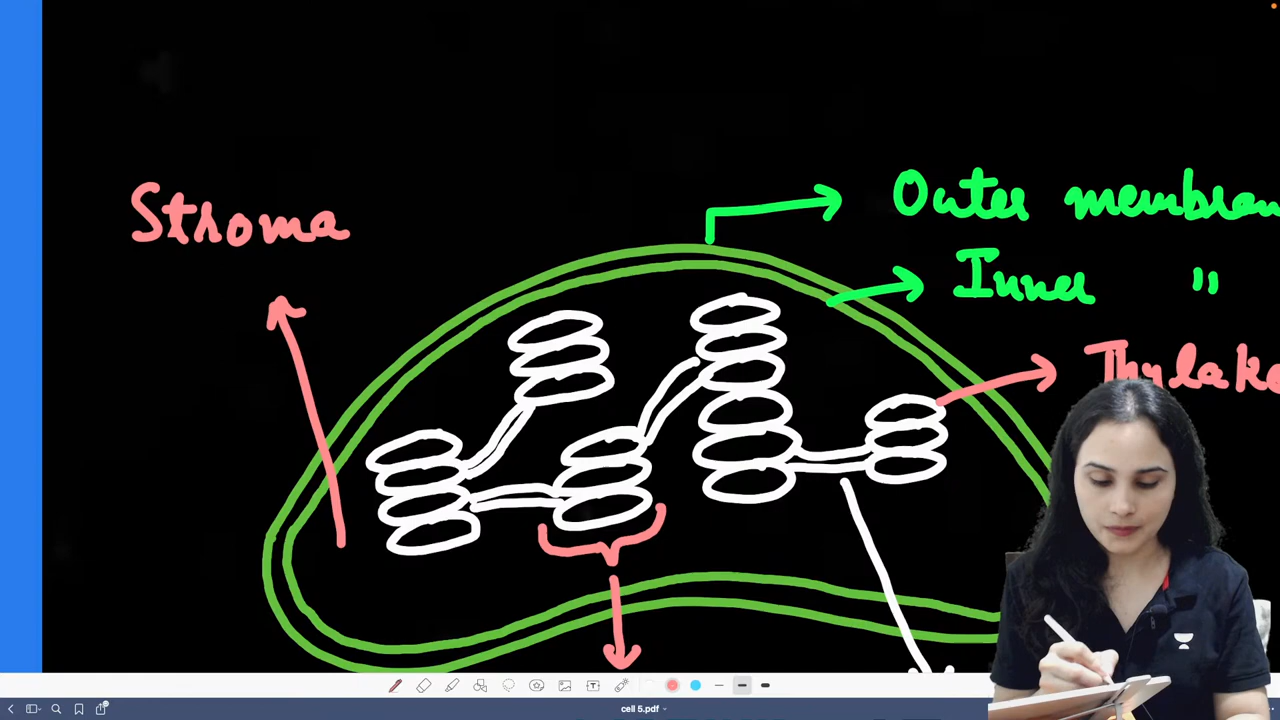 Stroma
Outer membran
Inner "
Thylako
cell 5.pdf